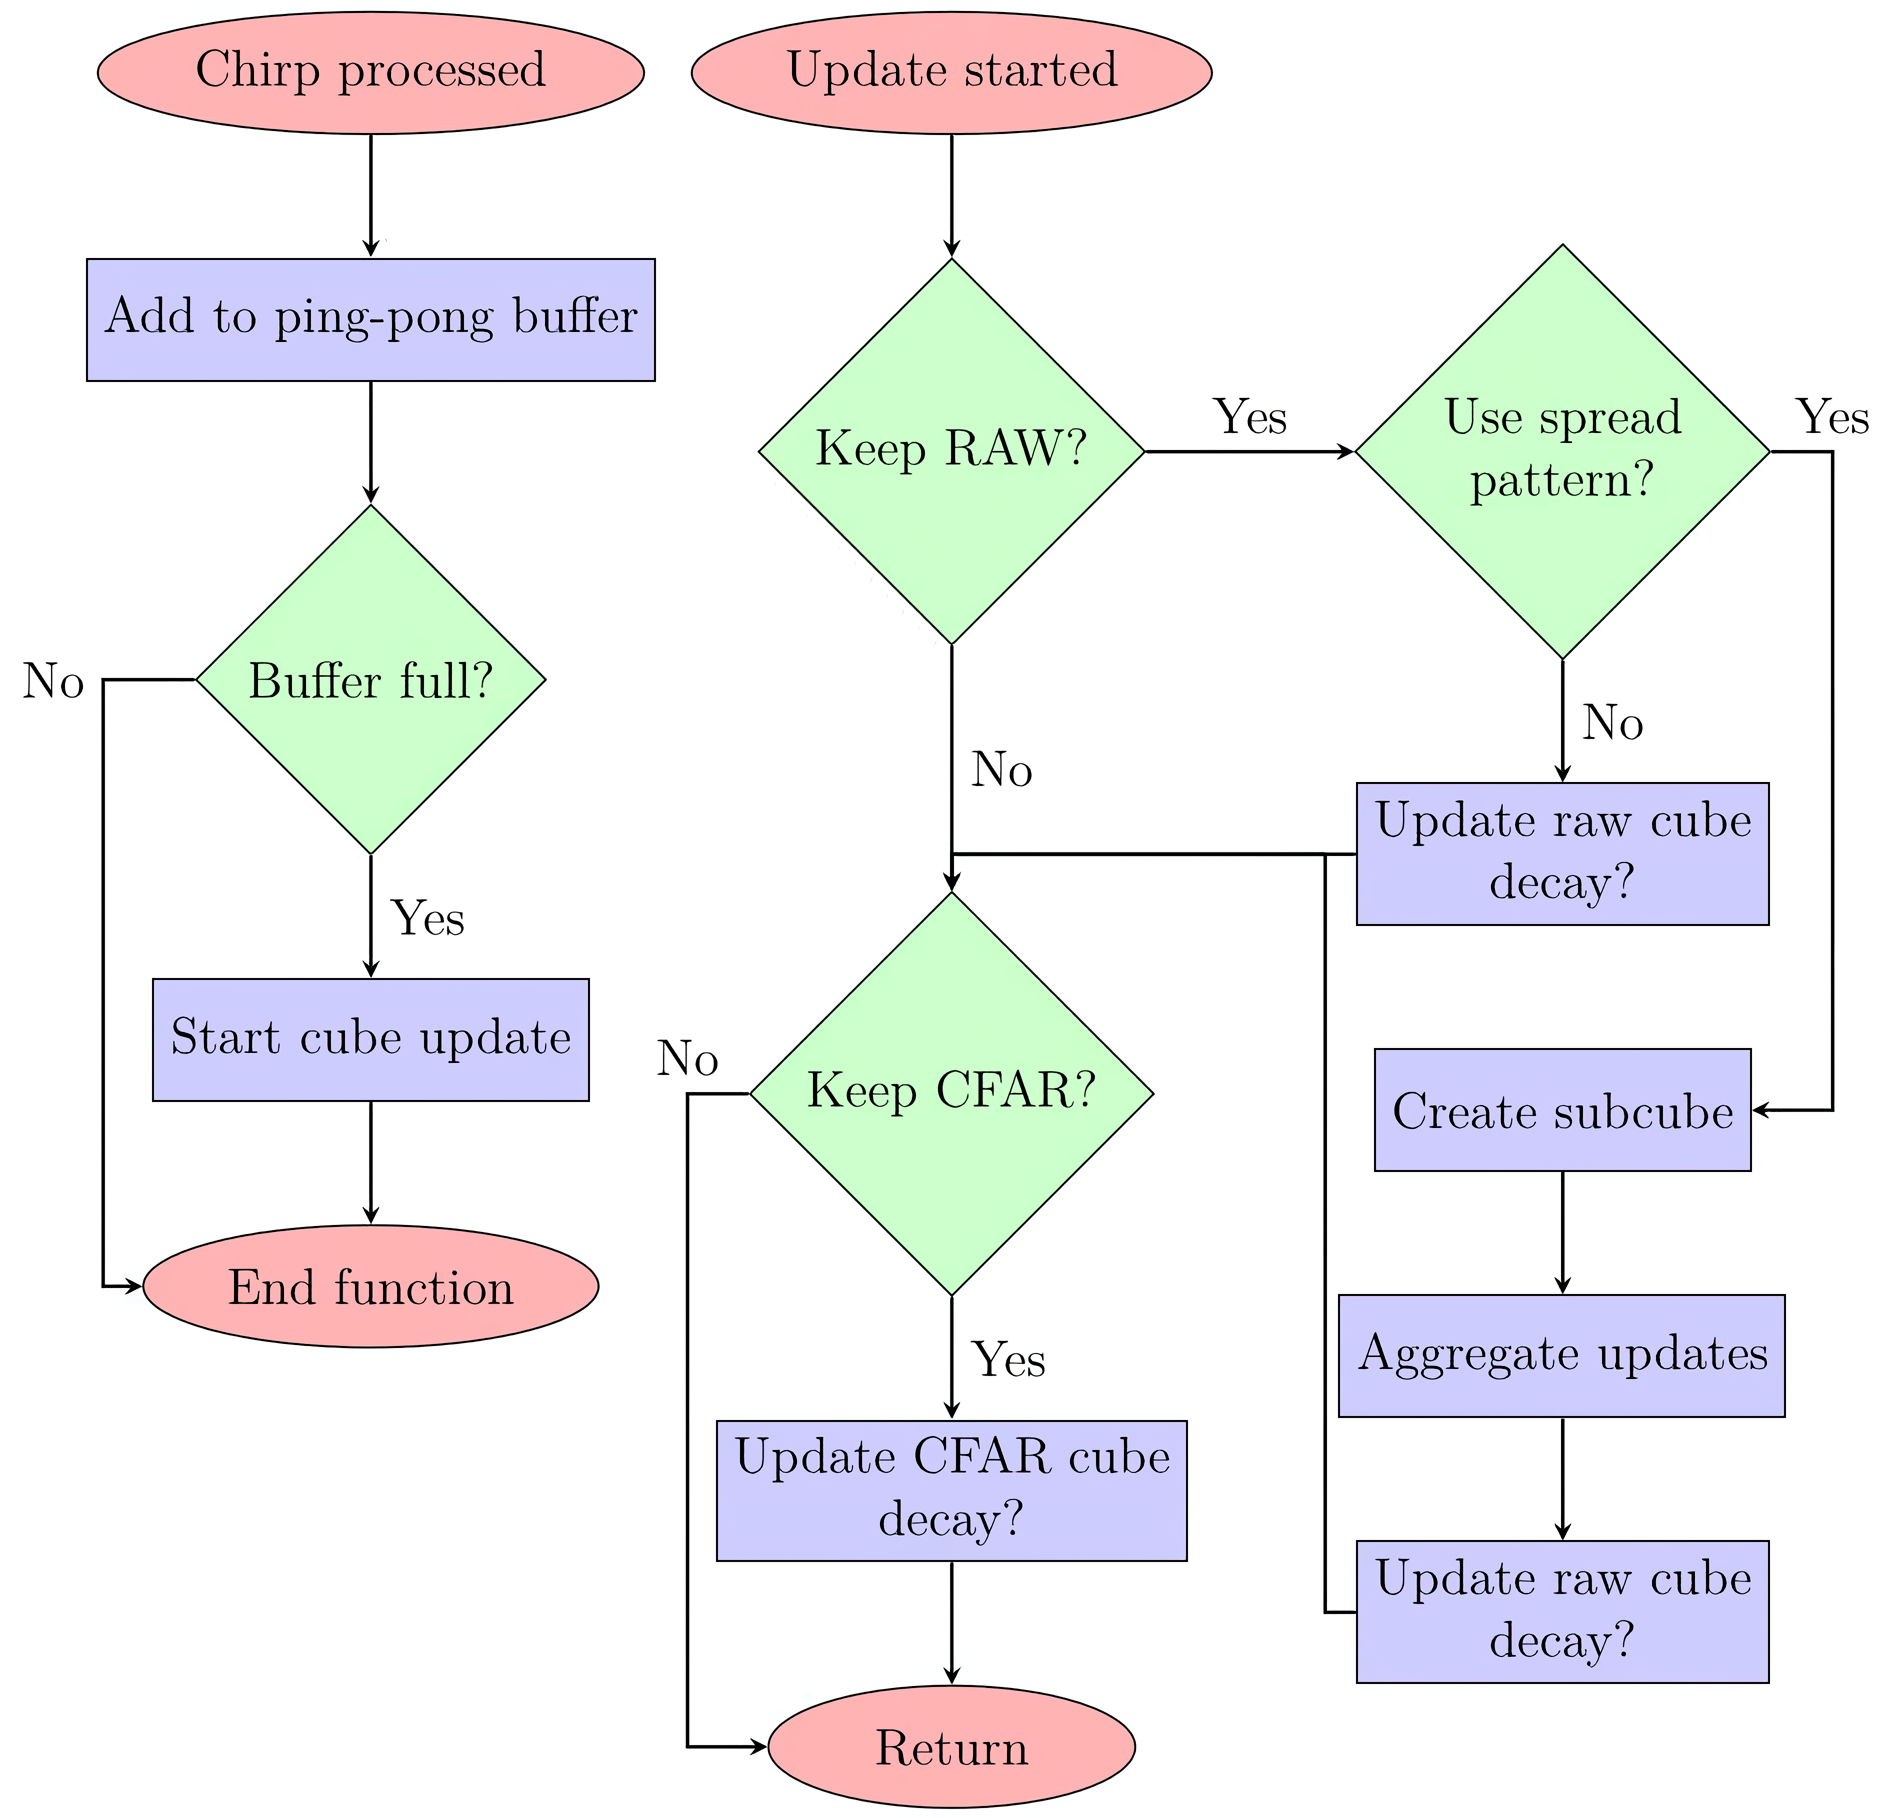 Chirp processed
Add to ping-pong buffer
Buffer full?
No
Yes
Start cube update
End function
Update started
Keep RAW?
Yes
No
Use spread
pattern?
Yes
No
Update raw cube
decay?
Create subcube
Aggregate updates
Update raw cube
decay?
Keep CFAR?
No
Yes
Update CFAR cube
decay?
Return